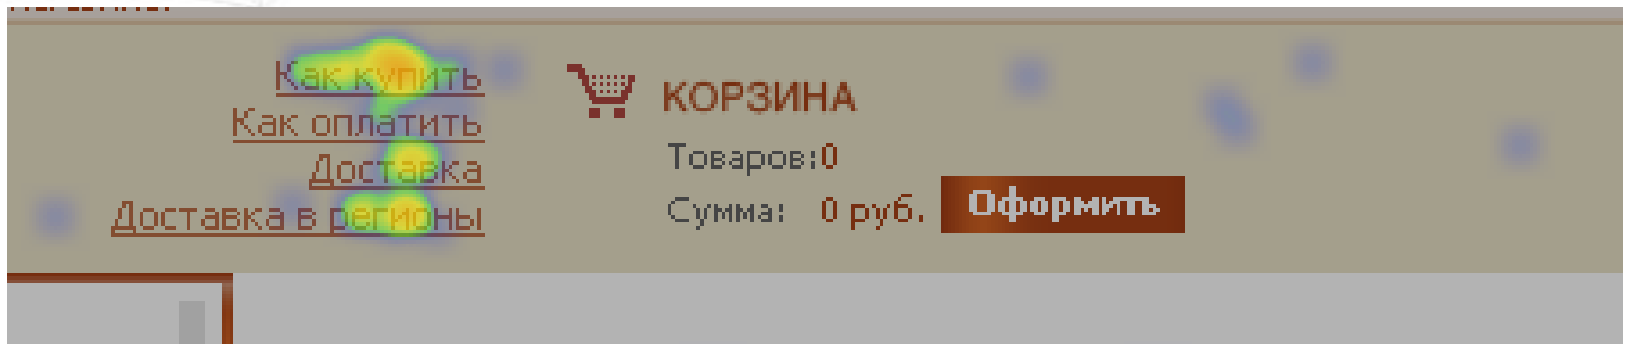 Как купить
Как оплатить
Доставка
Доставка в регионы
КОРЗИНА
Товаров: 0
Сумма: 0 руб. Оформить